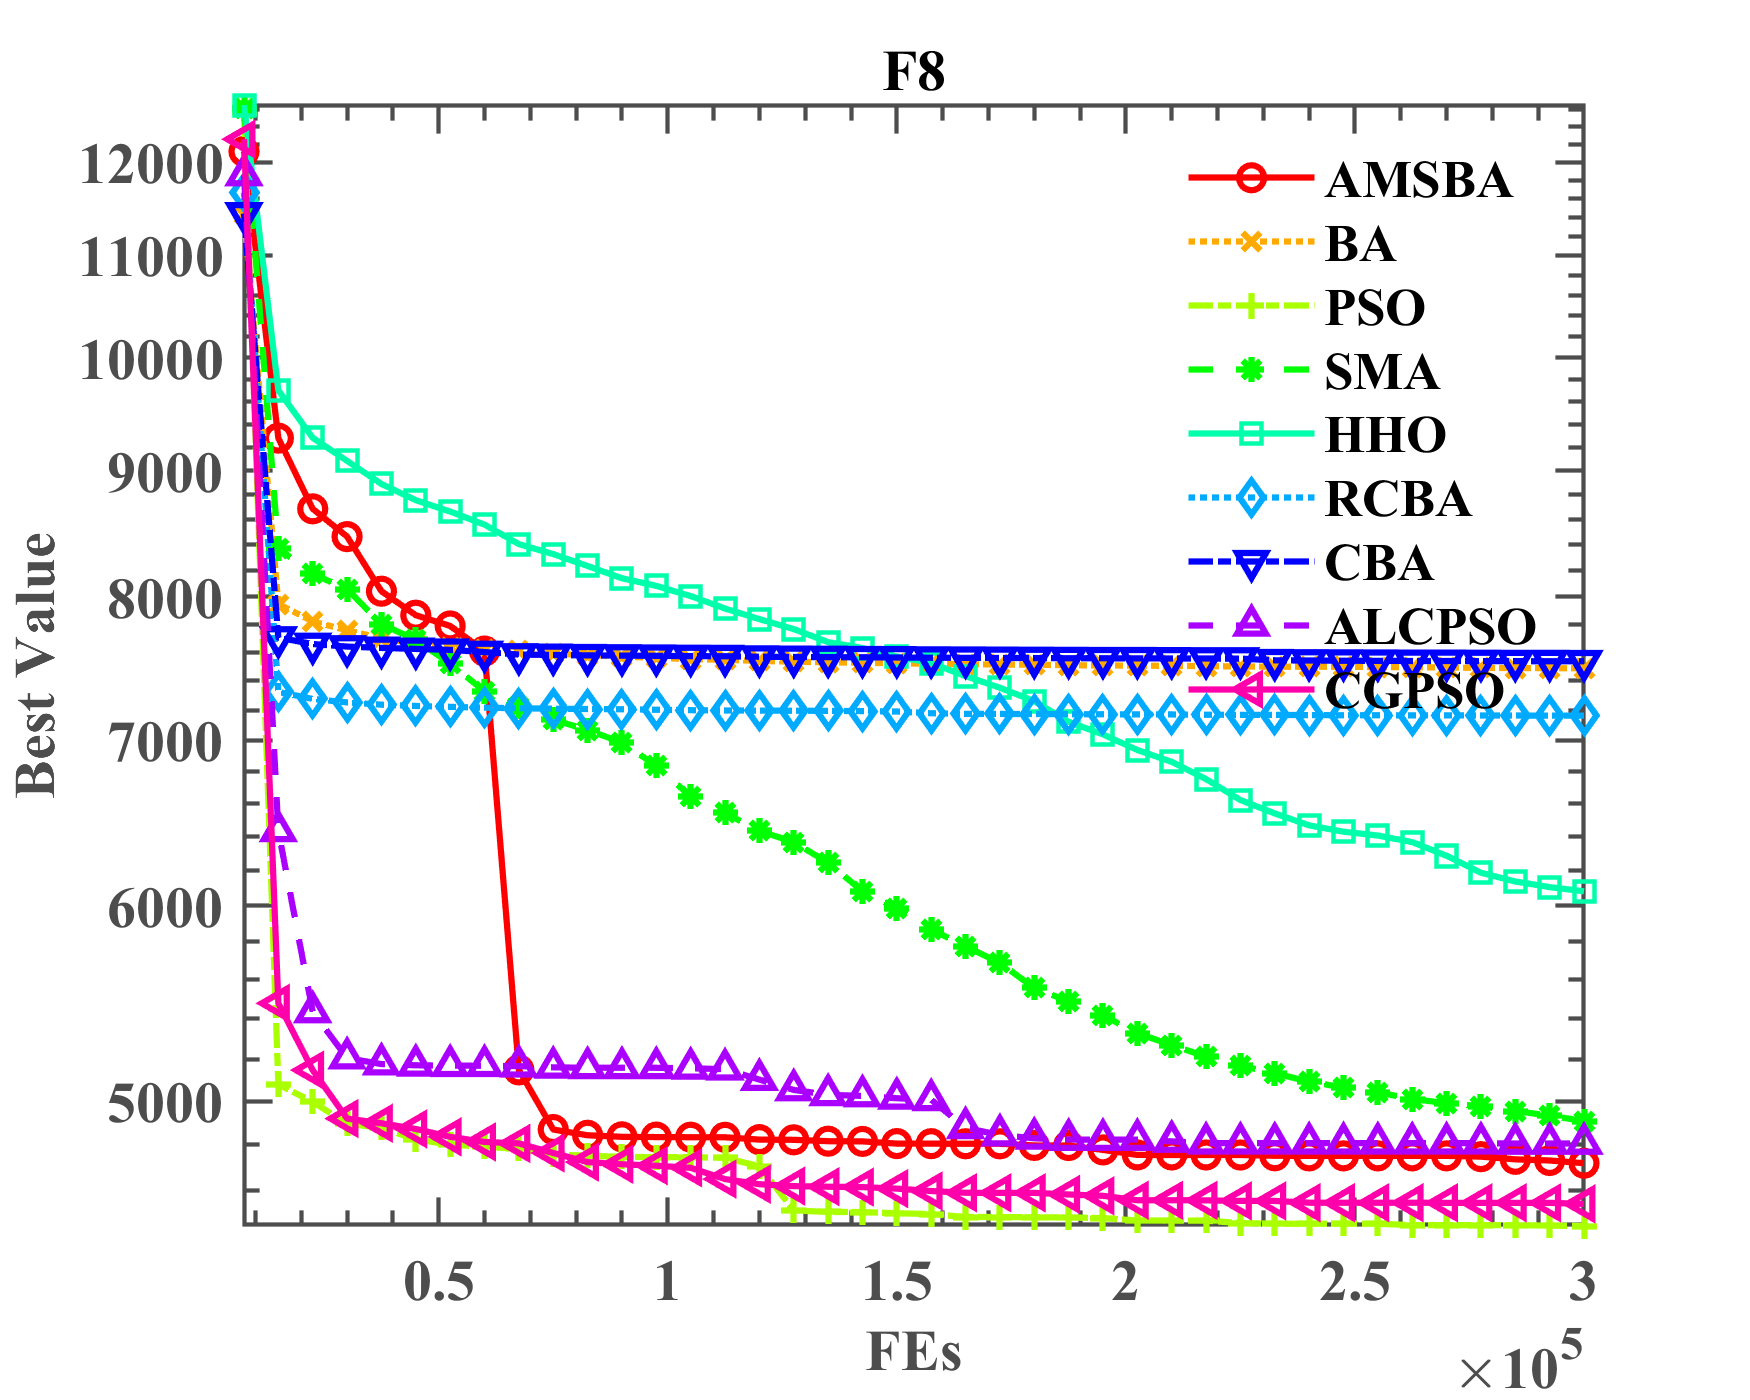 F8
12000
11000
10000
9000
8000
7000
6000
5000
Best Value
AMSBA
BA
PSO
SMA
HHO
RCBA
CBA
ALCPSO
CGPSO
0.5 1 1.5 2 2.5 3
FEs
×10⁵